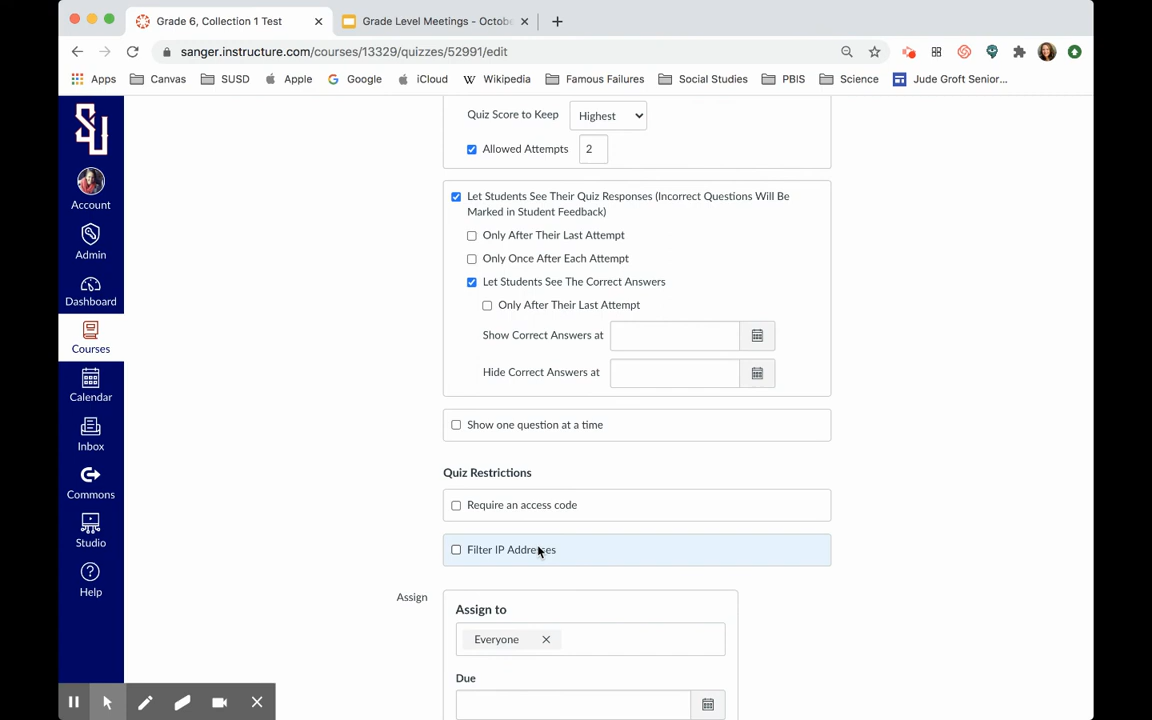 Grade 6, Collection 1 Test
Grade Level Meetings - Octobe
sanger.instructure.com/courses/13329/quizzes/52991/edit
Apps Canvas SUSD Apple Google iCloud Wikipedia Famous Failures Social Studies PBIS Science Jude Groft Senior...
SU
Account
Admin
Dashboard
Courses
Calendar
Inbox
Commons
Studio
Help
Quiz Score to Keep Highest
Allowed Attempts 2
Let Students See Their Quiz Responses (Incorrect Questions Will Be
Marked in Student Feedback)
Only After Their Last Attempt
Only Once After Each Attempt
Let Students See The Correct Answers
Only After Their Last Attempt
Show Correct Answers at
Hide Correct Answers at
Show one question at a time
Quiz Restrictions
Require an access code
Filter IP Addresses
Assign
Assign to
Everyone
Due